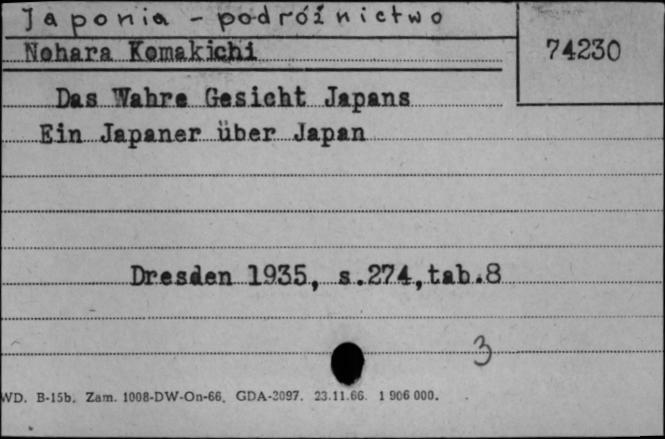 Japonia - podróżnictwo
Nohara Komakichi
74230
Das Wahre Gesicht Japans
Ein Japaner über Japan
Dresden 1935, s.274, tab.8
3
WD. B-15b. Zam. 1008-DW-On-66. GDA-2097. 23.11.66. 1 906 000.